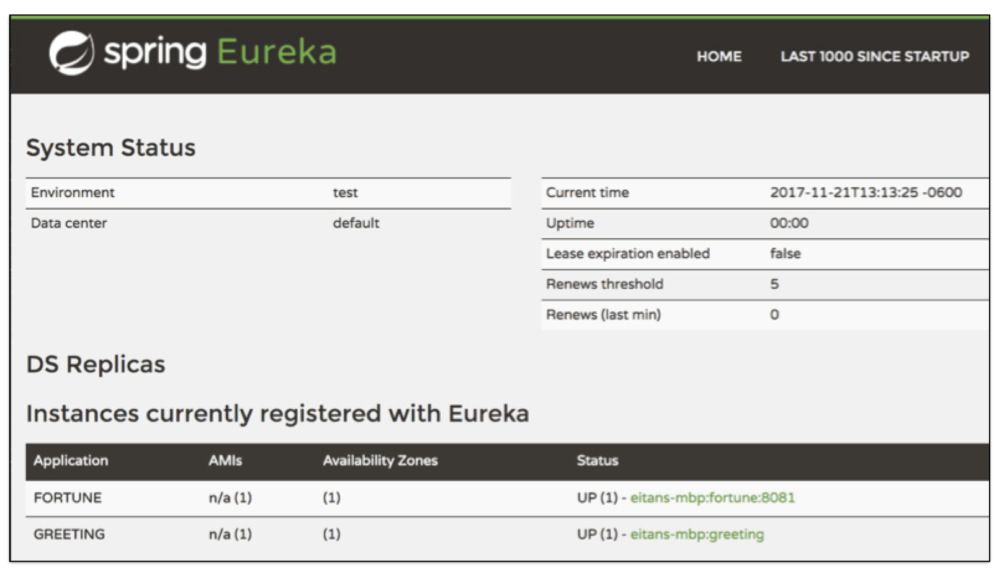 spring Eureka
HOME LAST 1000 SINCE STARTUP
System Status
Environment test
Data center default
Current time 2017-11-21T13:13:25 -0600
Uptime 00:00
Lease expiration enabled false
Renews threshold 5
Renews (last min) 0
DS Replicas
Instances currently registered with Eureka
Application AMIs Availability Zones Status
FORTUNE n/a (1) (1) UP (1) - eitans-mbp:fortune:8081
GREETING n/a (1) (1) UP (1) - eitans-mbp:greeting